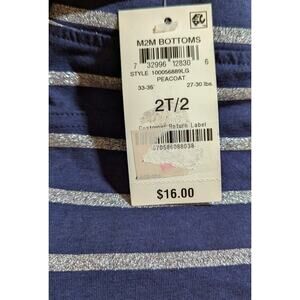 M2M BOTTOMS
7 32996 12830 6
STYLE 100056889LG
PEACOAT
33-36" 27-30 lbs.
2T/2
Customer Return Label
$16.00